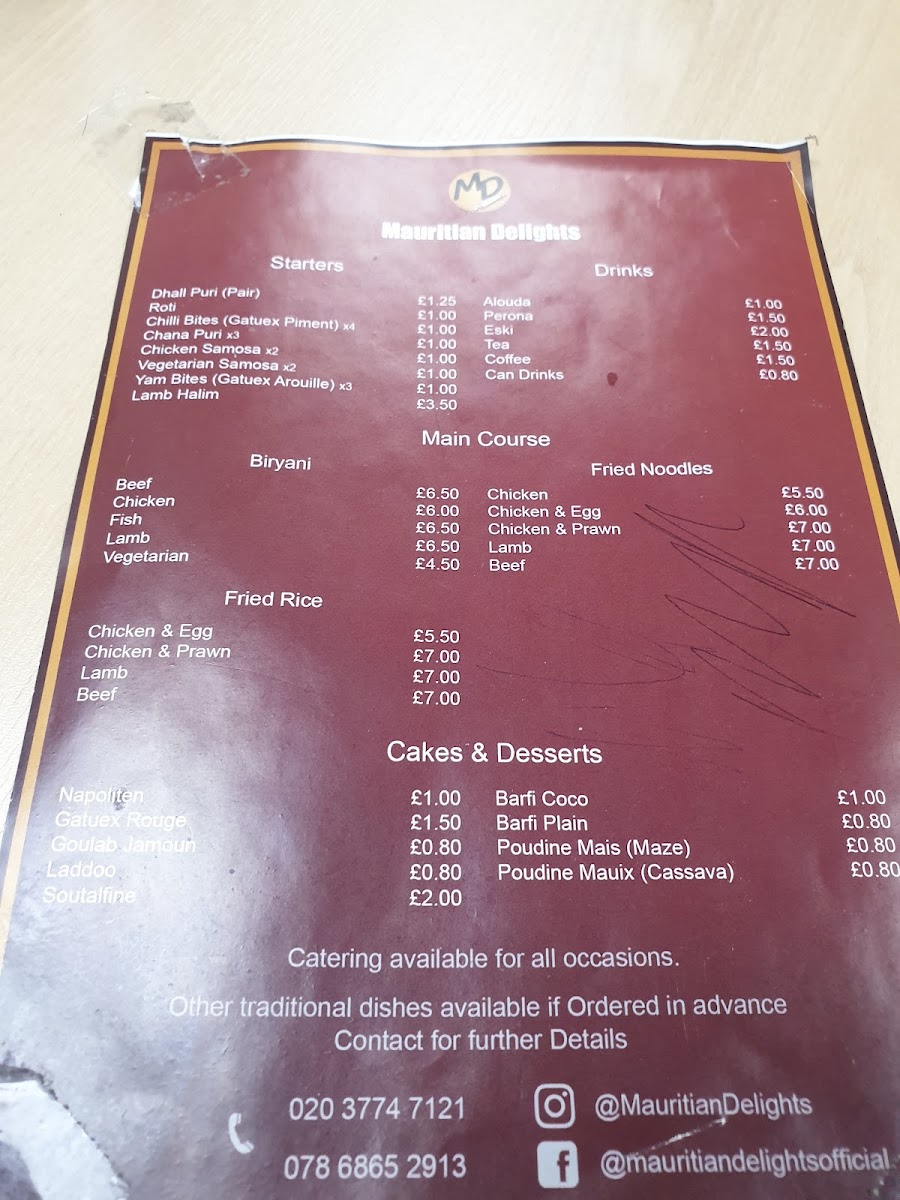 MD
Mauritian Delights
Starters
Dhall Puri (Pair) £1.25
Roti £1.00
Chilli Bites (Gatuex Piment) x4 £1.00
Chana Puri x3 £1.00
Chicken Samosa x2 £1.00
Vegetarian Samosa x2 £1.00
Yam Bites (Gatuex Arouille) x3 £1.00
Lamb Halim £3.50
Drinks
Alouda £1.00
Perona £1.50
Eski £2.00
Tea £1.50
Coffee £1.50
Can Drinks £0.80
Main Course
Biryani
Beef £6.50
Chicken £6.00
Fish £6.50
Lamb £6.50
Vegetarian £4.50
Fried Noodles
Chicken £5.50
Chicken & Egg £6.00
Chicken & Prawn £7.00
Lamb £7.00
Beef £7.00
Fried Rice
Chicken & Egg £5.50
Chicken & Prawn £7.00
Lamb £7.00
Beef £7.00
Cakes & Desserts
Napoliten £1.00
Gatuex Rouge £1.50
Goulab Jamoun £0.80
Laddoo £0.80
Soutalfine £2.00
Barfi Coco £1.00
Barfi Plain £0.80
Poudine Mais (Maze) £0.80
Poudine Mauix (Cassava) £0.80
Catering available for all occasions.
Other traditional dishes available if Ordered in advance
Contact for further Details
020 3774 7121
078 6865 2913
@MauritianDelights
@mauritiandelightsofficial